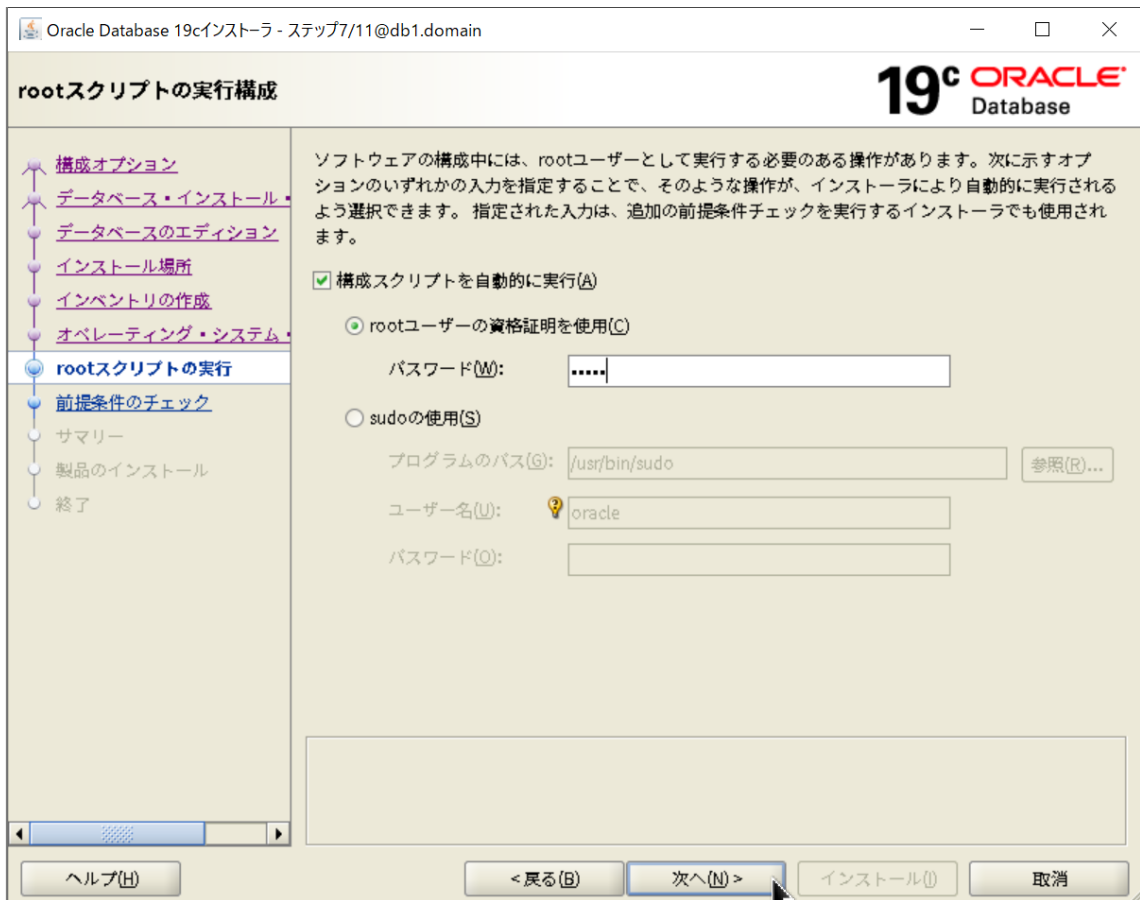 Oracle Database 19cインストーラ - ステップ7/11@db1.domain
rootスクリプトの実行構成
19c ORACLE
Database
構成オプション
データベース・インストール・
データベースのエディション
インストール場所
インベントリの作成
オペレーティング・システム・
rootスクリプトの実行
前提条件のチェック
サマリー
製品のインストール
終了
ソフトウェアの構成中には、rootユーザーとして実行する必要のある操作があります。次に示すオプ
ションのいずれかの入力を指定することで、そのような操作が、インストーラにより自動的に実行される
よう選択できます。 指定された入力は、追加の前提条件チェックを実行するインストーラでも使用され
ます。
構成スクリプトを自動的に実行(A)
rootユーザーの資格証明を使用(C)
パスワード(W): •••••
sudoの使用(S)
プログラムのパス(G): /usr/bin/sudo 参照(R)...
ユーザー名(U): oracle
パスワード(O):
ヘルプ(H) < 戻る(B) 次へ(N) > インストール(I) 取消